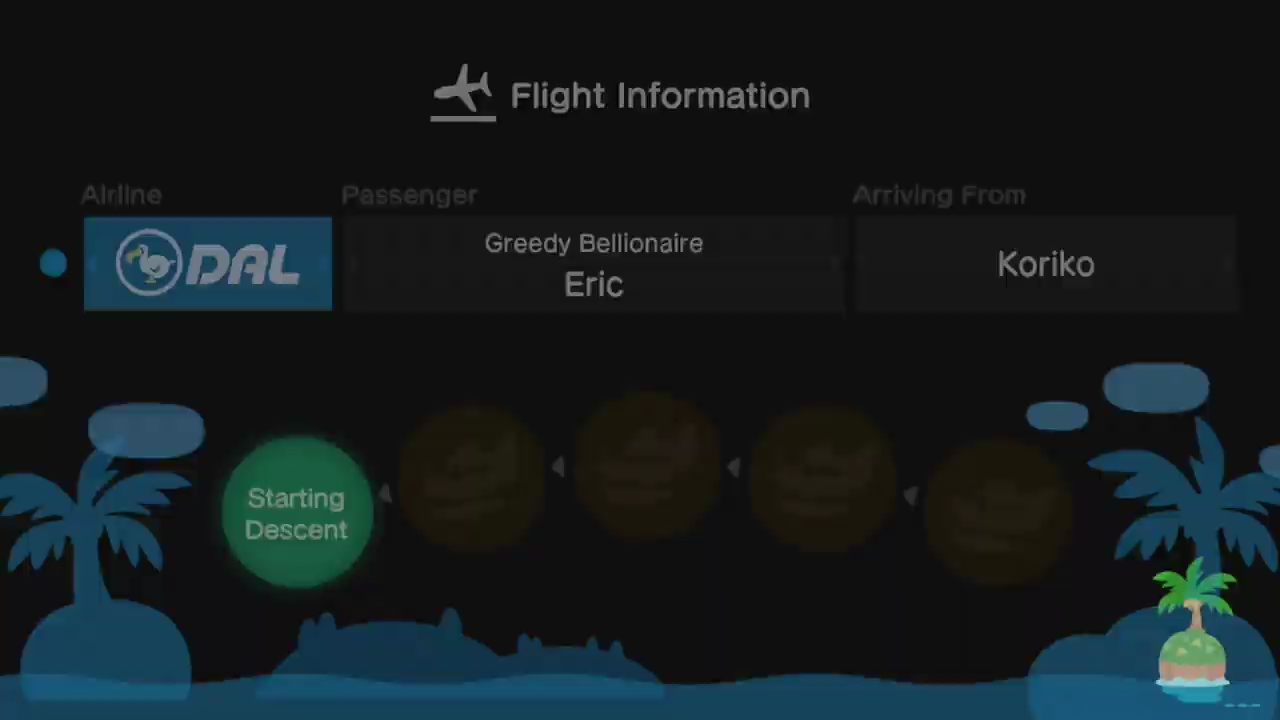 Flight Information
Airline
Passenger
Arriving From
DAL
Greedy Bellionaire
Eric
Koriko
Starting
Descent